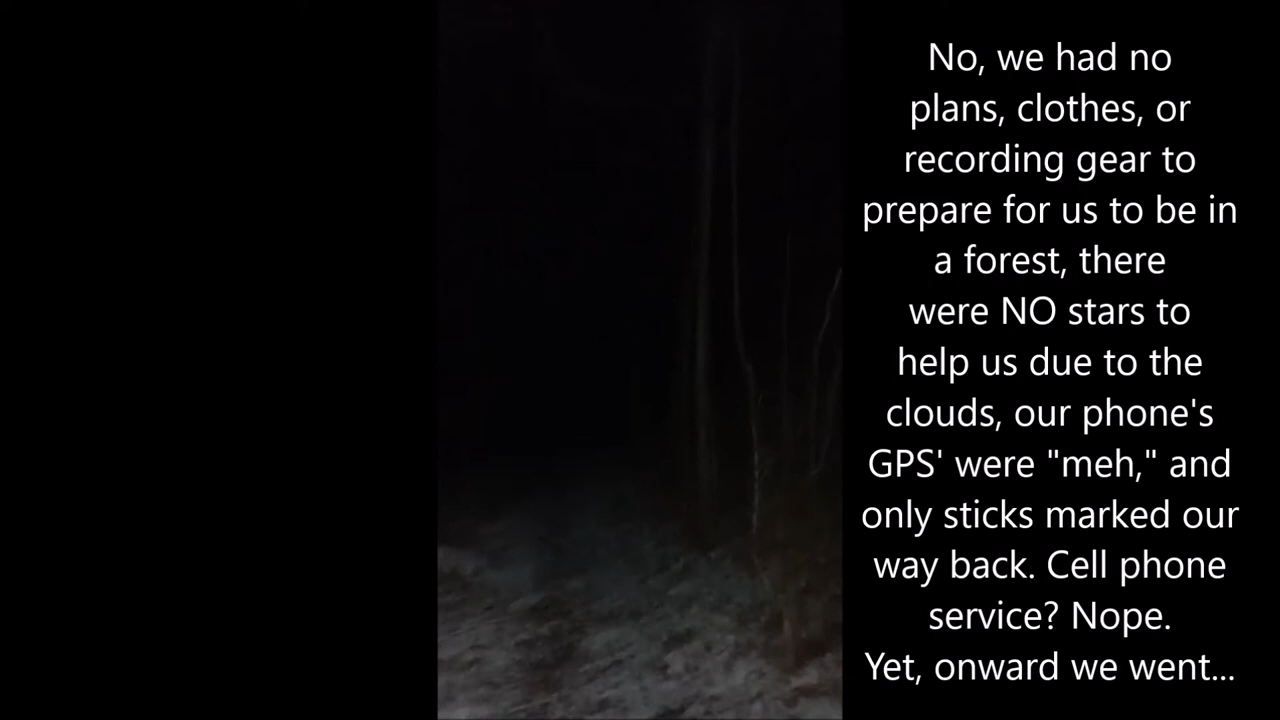 No, we had no
plans, clothes, or
recording gear to
prepare for us to be in
a forest, there
were NO stars to
help us due to the
clouds, our phone's
GPS' were "meh," and
only sticks marked our
way back. Cell phone
service? Nope.
Yet, onward we went...